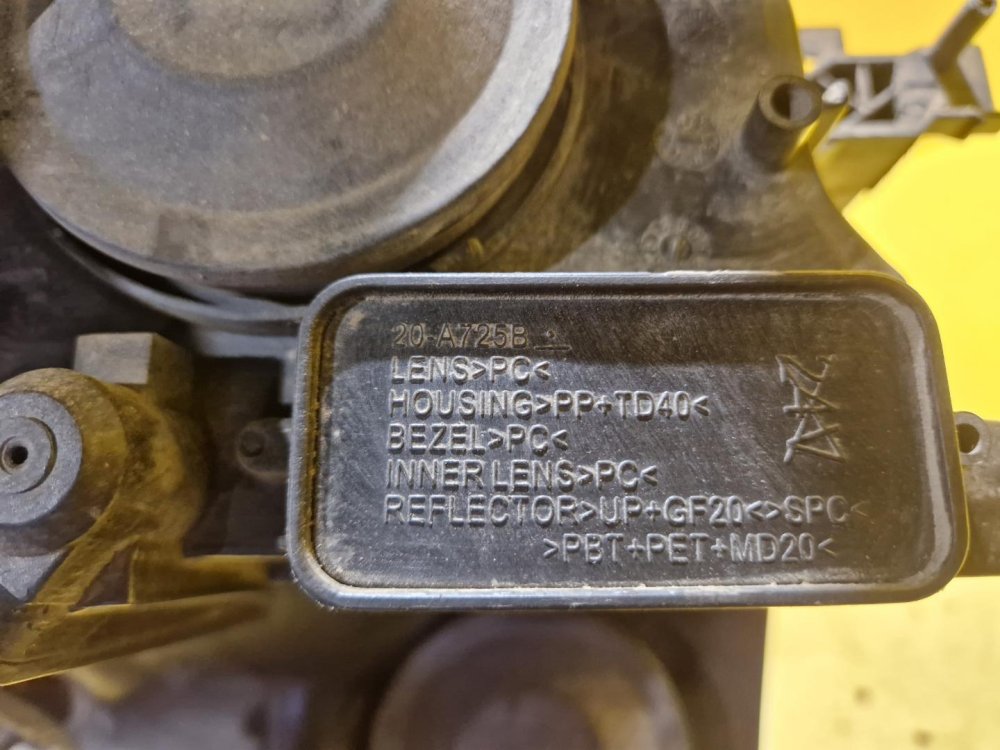 20-A725B
LENS>PC<
HOUSING>PP+TD40<
BEZEL>PC<
INNER LENS>PC<
REFLECTOR>UP+GF20<>SPC<
>PBT+PET+MD20<